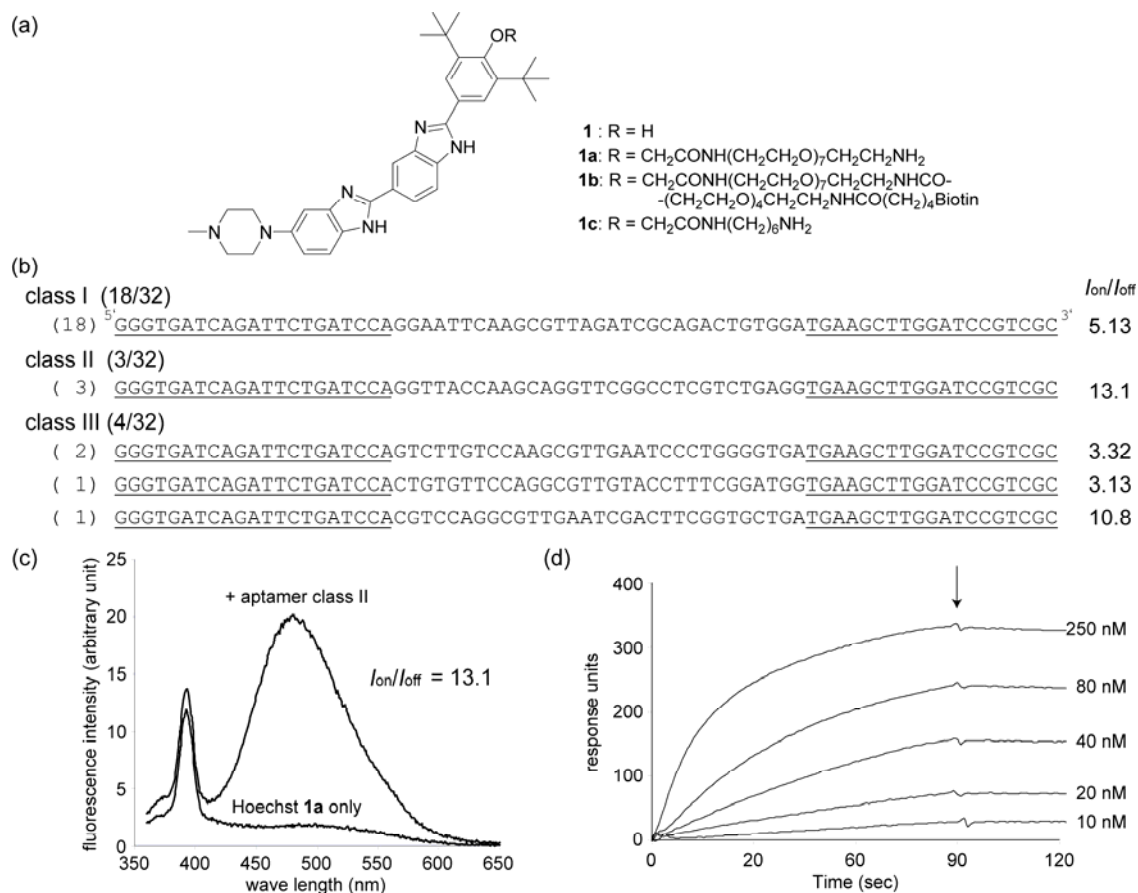 (a)
OR
N
NH
N
N
N
NH
1 : R = H
1a: R = CH2CONH(CH2CH2O)7CH2CH2NH2
1b: R = CH2CONH(CH2CH2O)7CH2CH2NHCO-
-(CH2CH2O)4CH2CH2NHCO(CH2)4Biotin
1c: R = CH2CONH(CH2)6NH2
(b)
Ion/Ioff
class I (18/32)
(18) 5' GGGTGATCAGATTCTGATCCAGGAATTCAAGCGTTAGATCGCAGACTGTGGATGAAGCTTGGATCCGTCGC 3' 5.13
class II (3/32)
( 3) GGGTGATCAGATTCTGATCCAGGTTACCAAGCAGGTTCGGCCTCGTCTGAGGTGAAGCTTGGATCCGTCGC 13.1
class III (4/32)
( 2) GGGTGATCAGATTCTGATCCAGTCTTGTCCAAGCGTTGAATCCCTGGGGTGATGAAGCTTGGATCCGTCGC 3.32
( 1) GGGTGATCAGATTCTGATCCACTGTGTTCCAGGCGTTGTACCTTTCGGATGGTGAAGCTTGGATCCGTCGC 3.13
( 1) GGGTGATCAGATTCTGATCCACGTCCAGGCGTTGAATCGACTTCGGTGCTGATGAAGCTTGGATCCGTCGC 10.8
(c)
fluorescence intensity (arbitrary unit)
25
20
15
10
5
0
+ aptamer class II
Ion/Ioff = 13.1
Hoechst 1a only
350 400 450 500 550 600 650
wave length (nm)
(d)
response units
400
300
200
100
0
250 nM
80 nM
40 nM
20 nM
10 nM
0 20 60 90 120
Time (sec)